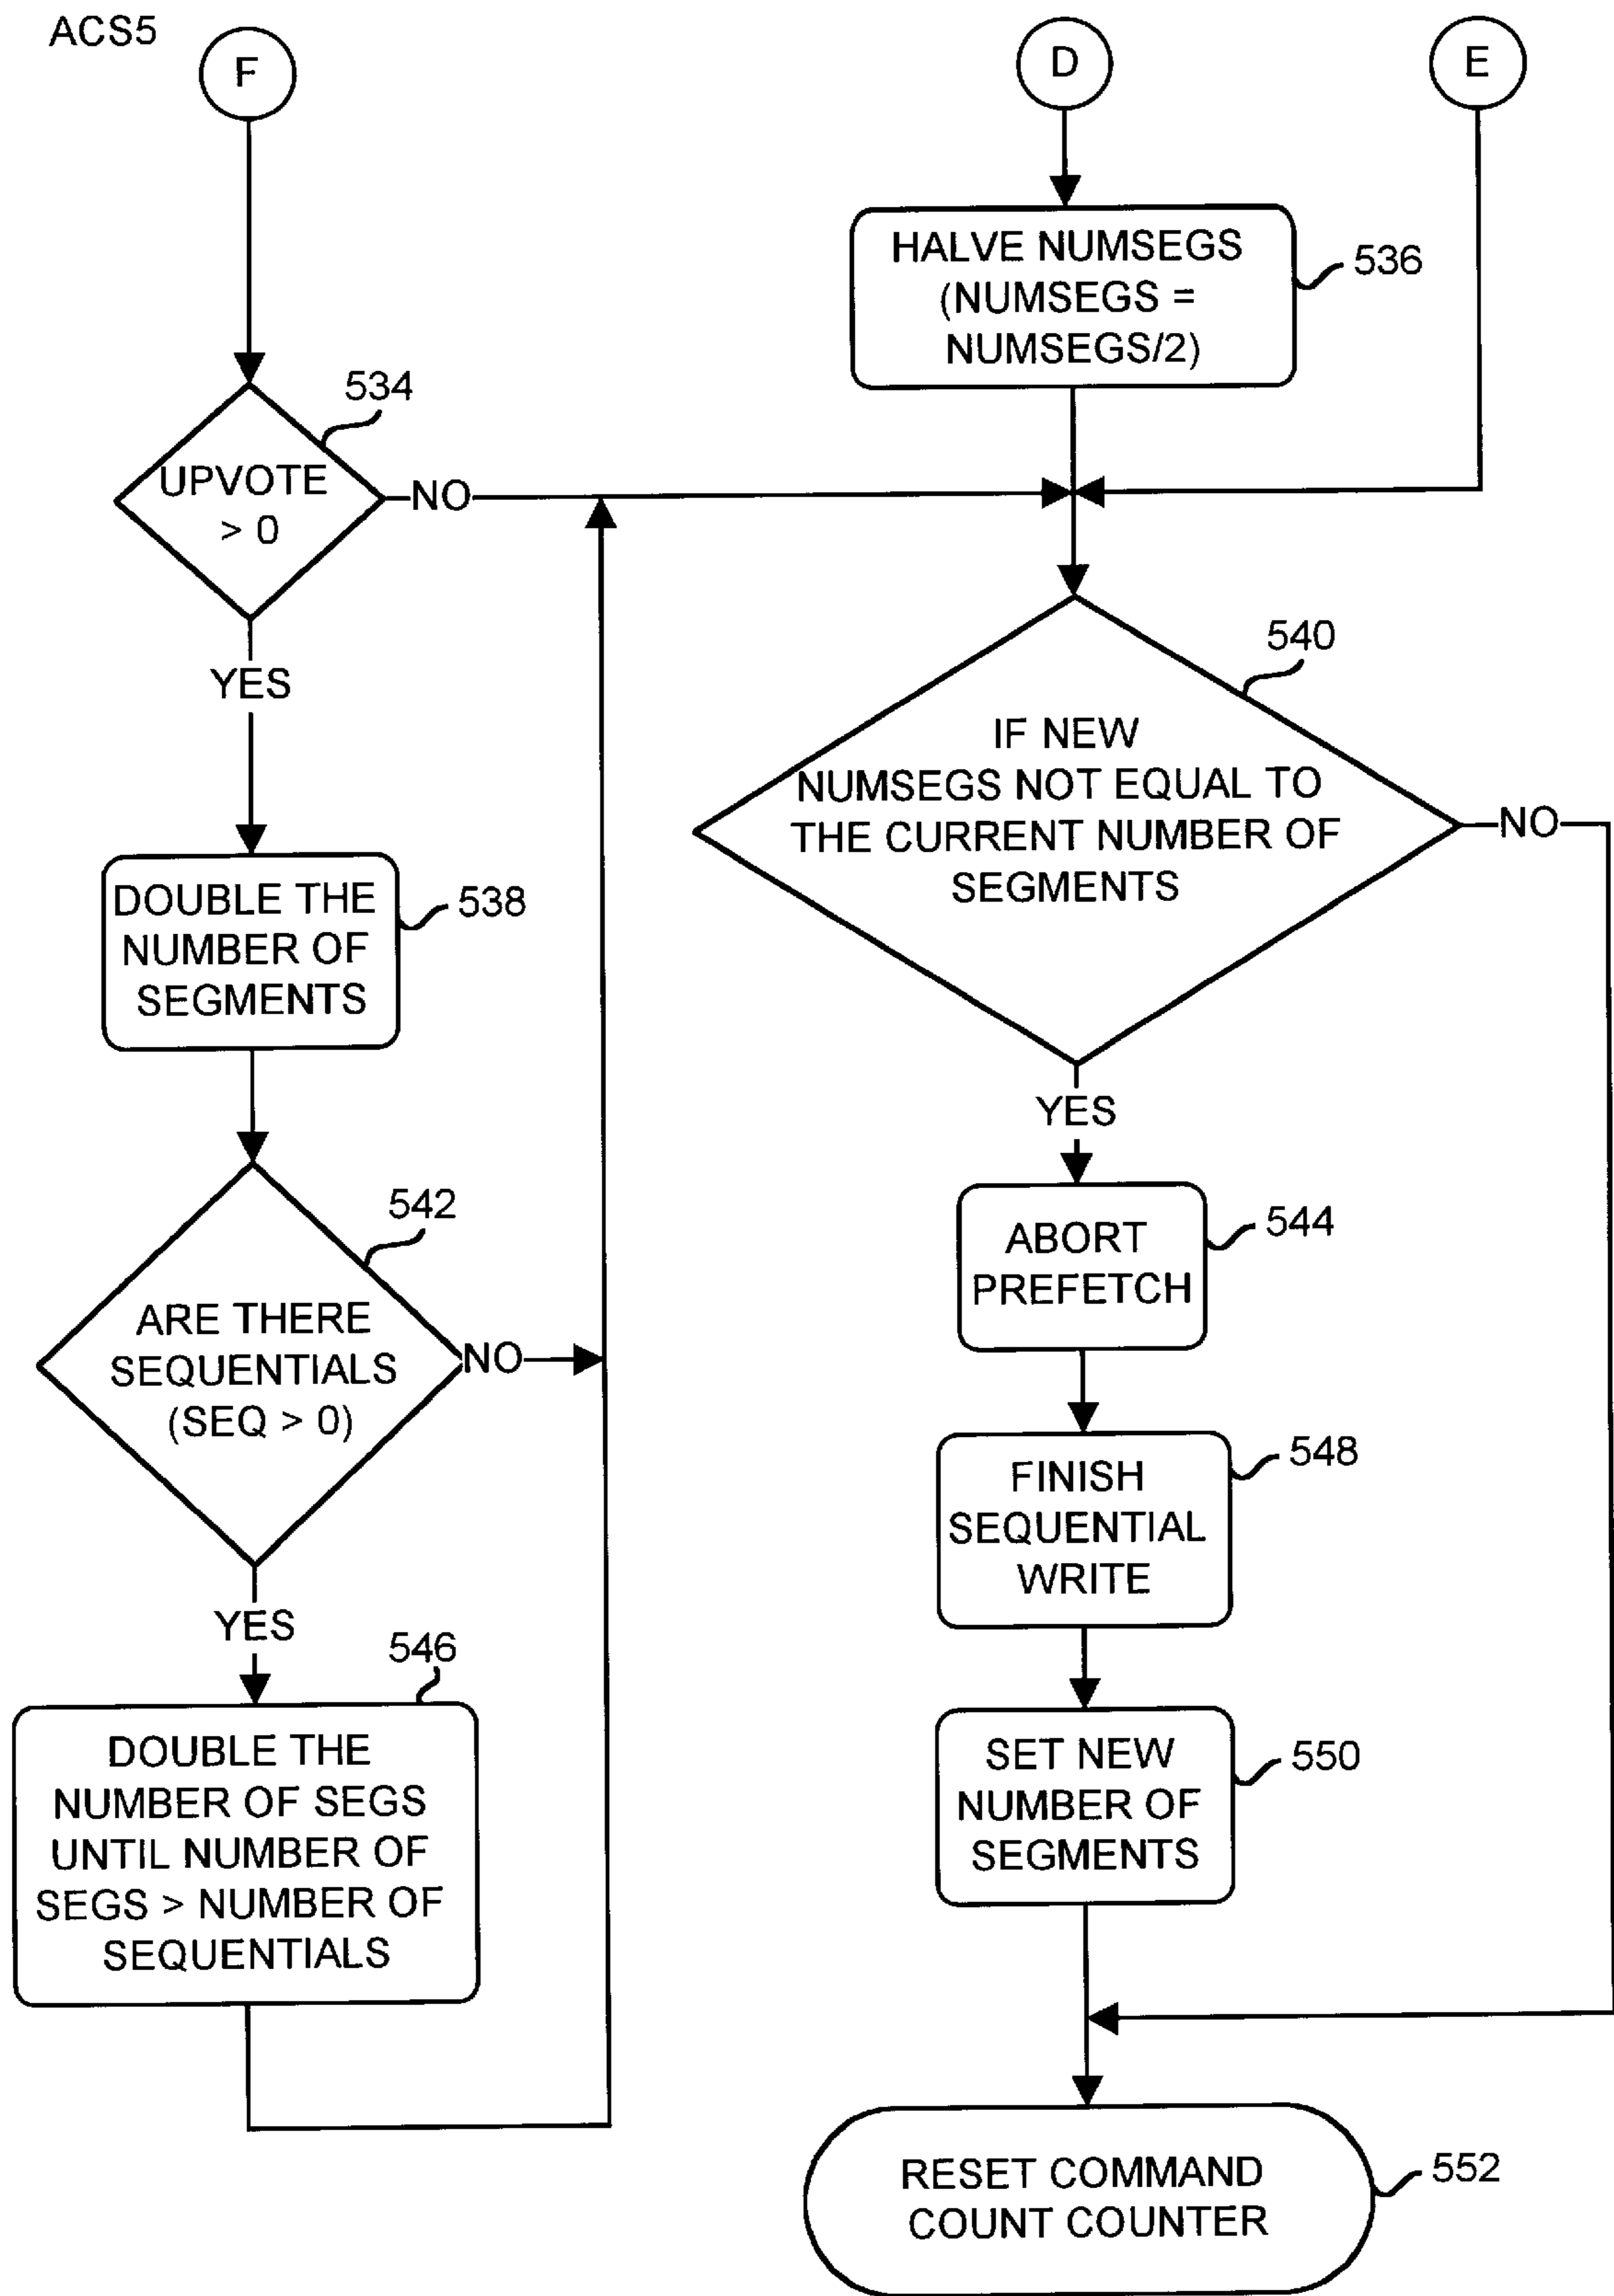 ACS5
F
D
E
HALVE NUMSEGS
(NUMSEGS =
NUMSEGS/2)
536
534
UPVOTE
> 0
NO
YES
540
IF NEW
NUMSEGS NOT EQUAL TO
THE CURRENT NUMBER OF
SEGMENTS
NO
YES
DOUBLE THE
NUMBER OF
SEGMENTS
538
542
ARE THERE
SEQUENTIALS
(SEQ > 0)
NO
YES
ABORT
PREFETCH
544
FINISH
SEQUENTIAL
WRITE
548
546
DOUBLE THE
NUMBER OF SEGS
UNTIL NUMBER OF
SEGS > NUMBER OF
SEQUENTIALS
SET NEW
NUMBER OF
SEGMENTS
550
RESET COMMAND
COUNT COUNTER
552